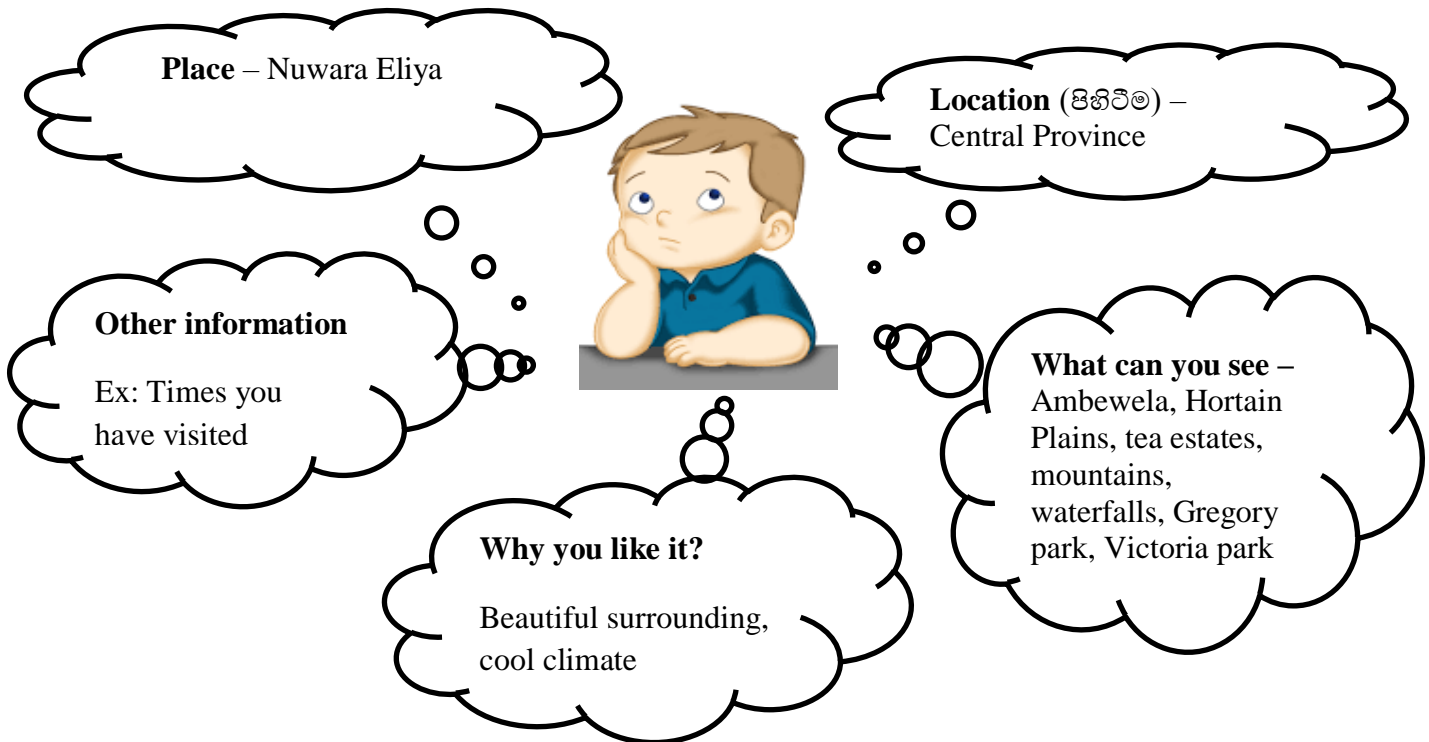 Place – Nuwara Eliya
Location (පිහිටීම) –
Central Province
Other information
Ex: Times you
have visited
What can you see –
Ambewela, Hortain
Plains, tea estates,
mountains,
waterfalls, Gregory
park, Victoria park
Why you like it?
Beautiful surrounding,
cool climate